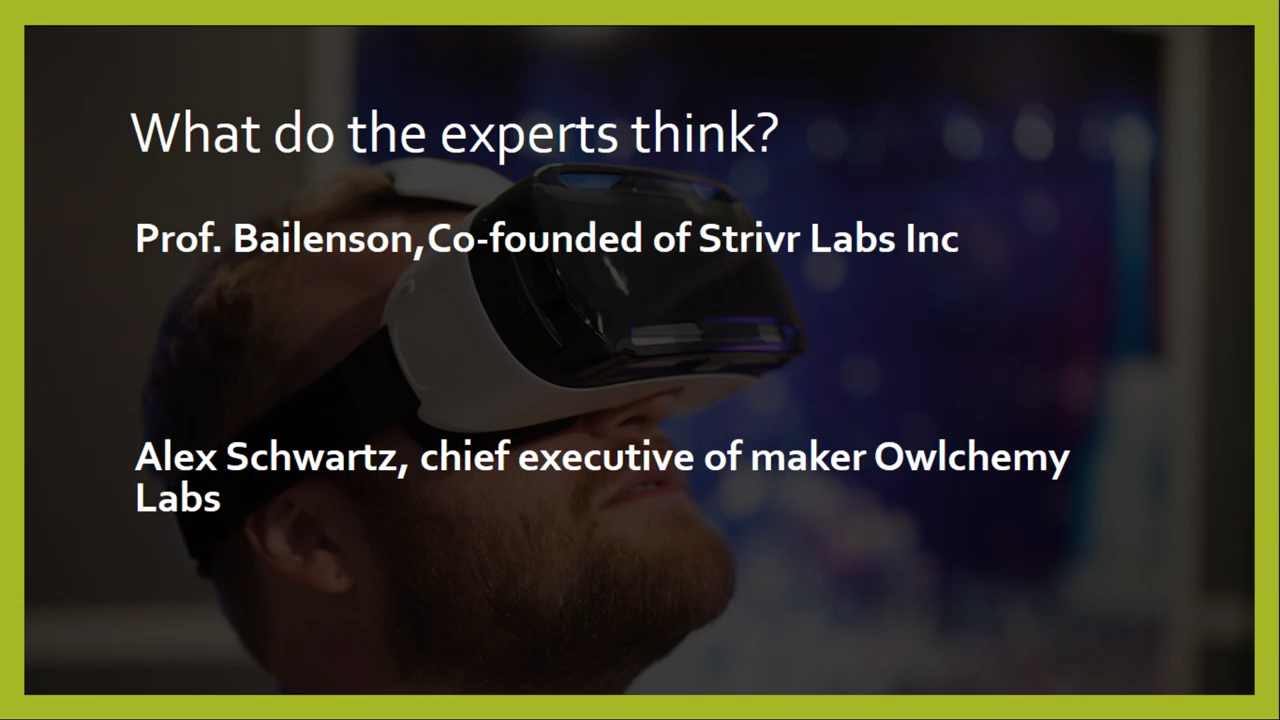 What do the experts think?
Prof. Bailenson,Co-founded of Strivr Labs Inc
Alex Schwartz, chief executive of maker Owlchemy
Labs